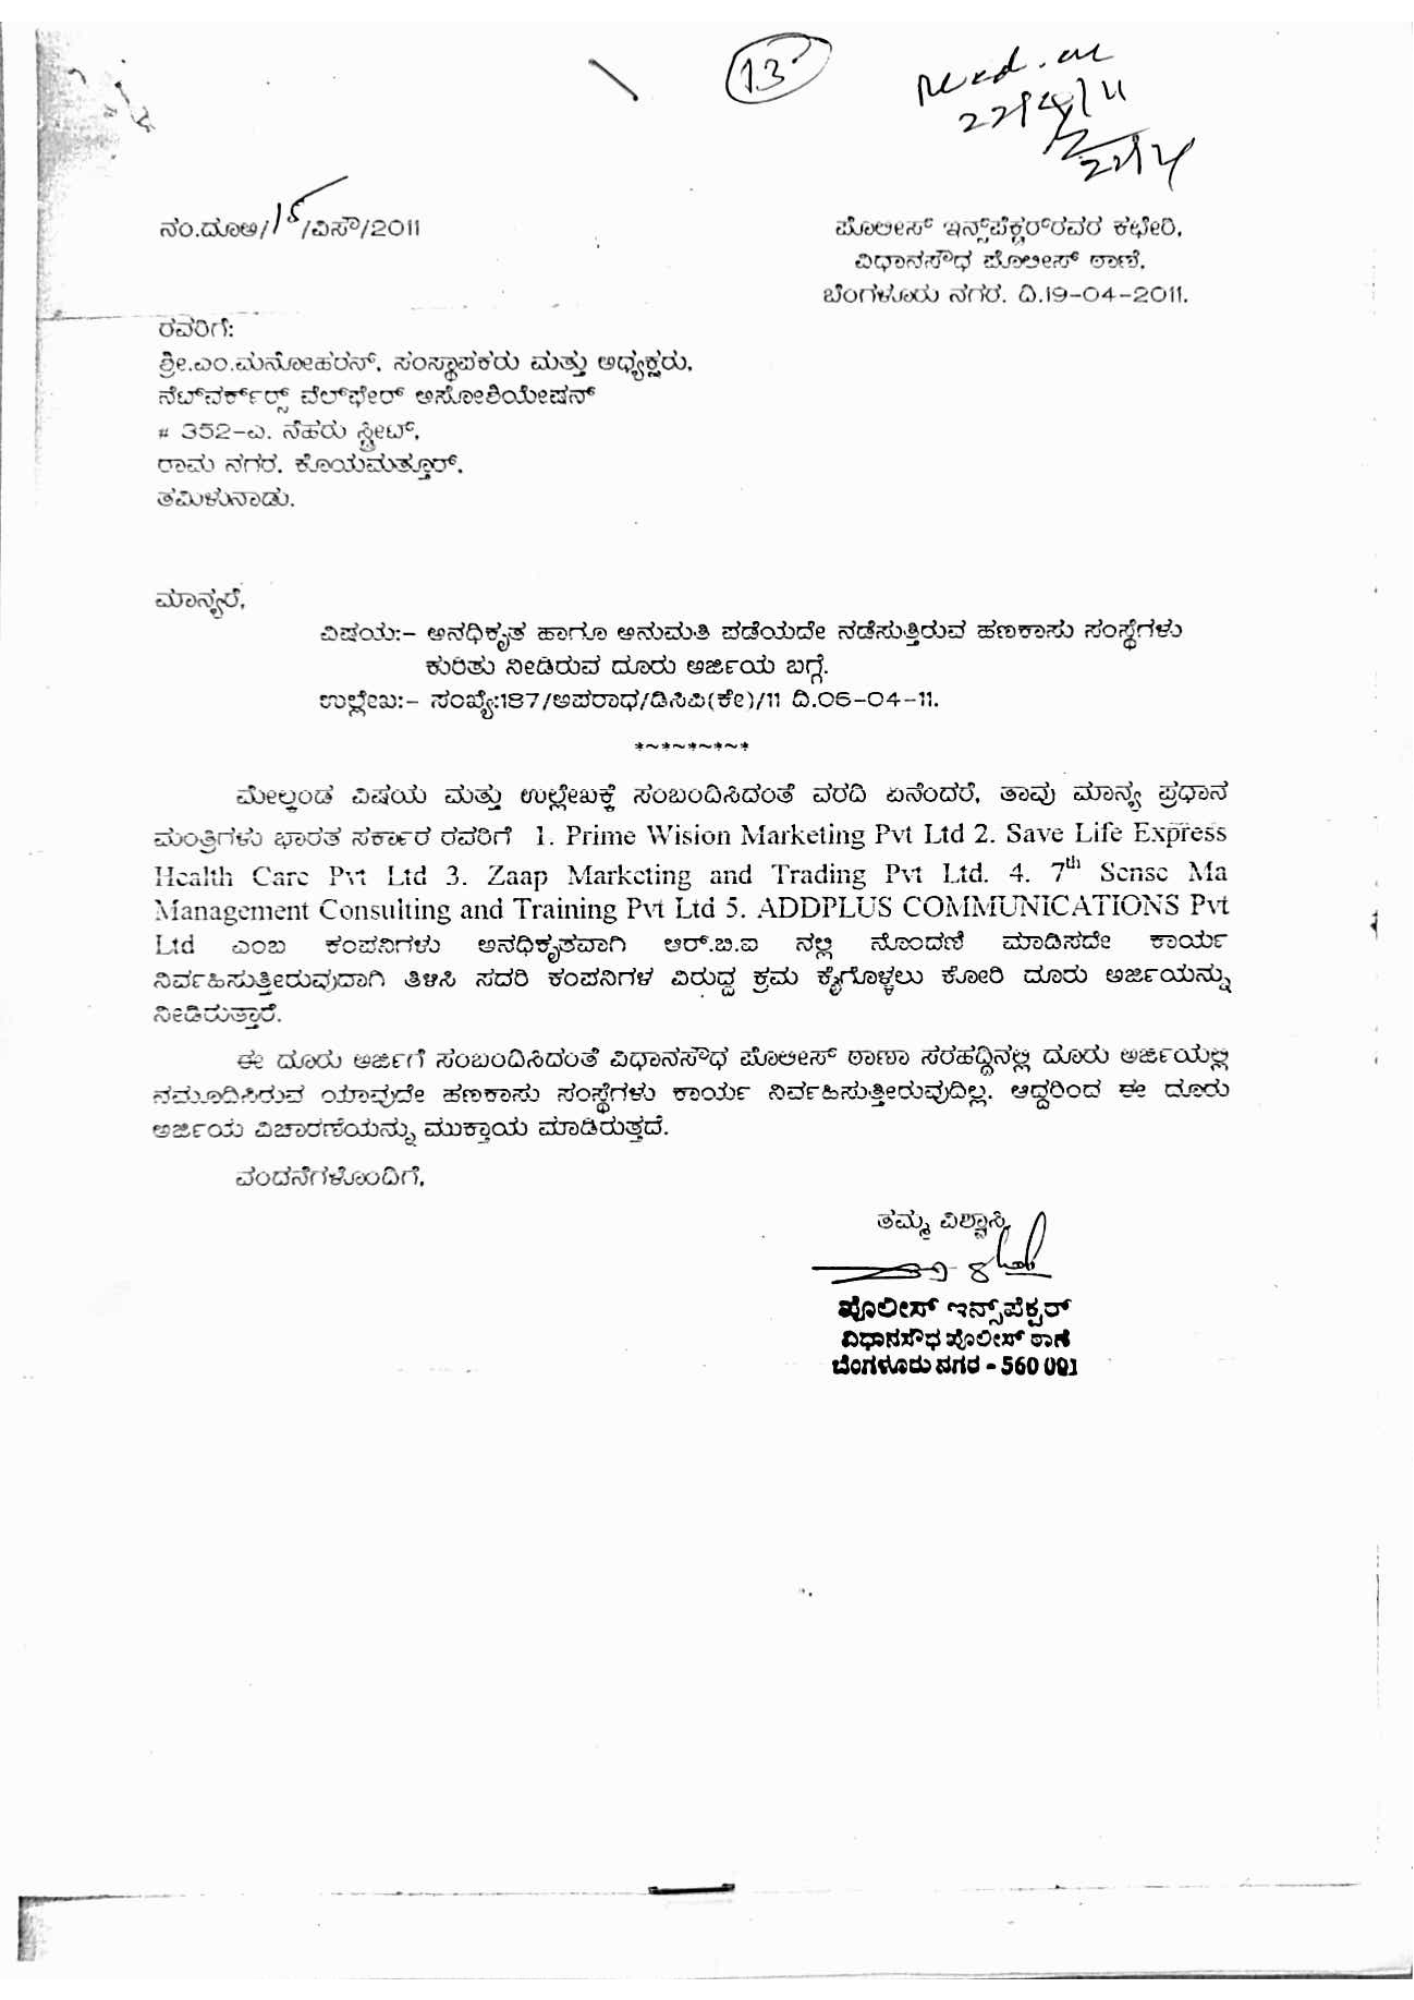 13
Recd. on
22/4/11
22/4
ನಂ.ದೂಅ/15/ವಿಸೌ/2011
ಪೊಲೀಸ್ ಇನ್ಸ್‌ಪೆಕ್ಟರ್‌ರವರ ಕಛೇರಿ,
ವಿಧಾನಸೌಧ ಪೊಲೀಸ್ ಠಾಣೆ,
ಬೆಂಗಳೂರು ನಗರ. ದಿ.19-04-2011.
ರವರಿಗೆ:
ಶ್ರೀ.ಎಂ.ಮನೋಹರನ್, ಸಂಸ್ಥಾಪಕರು ಮತ್ತು ಅಧ್ಯಕ್ಷರು,
ನೆಟ್‌ವರ್ಕ್‌ರ್ಸ್ ವೆಲ್‌ಫೇರ್ ಅಸೋಶಿಯೇಷನ್
# 352-ಎ. ನೆಹರು ಸ್ಟ್ರೀಟ್,
ರಾಮ ನಗರ. ಕೊಯಮತ್ತೂರ್.
ತಮಿಳುನಾಡು.
ಮಾನ್ಯರೆ,
ವಿಷಯ:- ಅನಧಿಕೃತ ಹಾಗೂ ಅನುಮತಿ ಪಡೆಯದೇ ನಡೆಸುತ್ತಿರುವ ಹಣಕಾಸು ಸಂಸ್ಥೆಗಳು
ಕುರಿತು ನೀಡಿರುವ ದೂರು ಅರ್ಜಿಯ ಬಗ್ಗೆ.
ಉಲ್ಲೇಖ:- ಸಂಖ್ಯೆ:187/ಅಪರಾಧ/ಡಿಸಿಪಿ(ಕೇ)/11 ದಿ.06-04-11.
*~*~*~*~*
ಮೇಲ್ಕಂಡ ವಿಷಯ ಮತ್ತು ಉಲ್ಲೇಖಕ್ಕೆ ಸಂಬಂದಿಸಿದಂತೆ ವರದಿ ಏನೆಂದರೆ, ತಾವು ಮಾನ್ಯ ಪ್ರಧಾನ
ಮಂತ್ರಿಗಳು ಭಾರತ ಸರ್ಕಾರ ರವರಿಗೆ 1. Prime Wision Marketing Pvt Ltd 2. Save Life Express
Health Care Pvt Ltd 3. Zaap Marketing and Trading Pvt Ltd. 4. 7th Sense Ma
Management Consulting and Training Pvt Ltd 5. ADDPLUS COMMUNICATIONS Pvt
Ltd ಎಂಬ ಕಂಪನಿಗಳು ಅನಧಿಕೃತವಾಗಿ ಆರ್.ಬಿ.ಐ ನಲ್ಲಿ ನೊಂದಣಿ ಮಾಡಿಸದೇ ಕಾರ್ಯ
ನಿರ್ವಹಿಸುತ್ತೀರುವುದಾಗಿ ತಿಳಿಸಿ ಸದರಿ ಕಂಪನಿಗಳ ವಿರುದ್ದ ಕ್ರಮ ಕೈಗೊಳ್ಳಲು ಕೋರಿ ದೂರು ಅರ್ಜಿಯನ್ನು
ನೀಡಿರುತ್ತಾರೆ.
ಈ ದೂರು ಅರ್ಜಿಗೆ ಸಂಬಂದಿಸಿದಂತೆ ವಿಧಾನಸೌಧ ಪೊಲೀಸ್ ಠಾಣಾ ಸರಹದ್ದಿನಲ್ಲಿ ದೂರು ಅರ್ಜಿಯಲ್ಲಿ
ನಮೂದಿಸಿರುವ ಯಾವುದೇ ಹಣಕಾಸು ಸಂಸ್ಥೆಗಳು ಕಾರ್ಯ ನಿರ್ವಹಿಸುತ್ತೀರುವುದಿಲ್ಲ. ಆದ್ದರಿಂದ ಈ ದೂರು
ಅರ್ಜಿಯ ವಿಚಾರಣೆಯನ್ನು ಮುಕ್ತಾಯ ಮಾಡಿರುತ್ತದೆ.
ವಂದನೆಗಳೊಂದಿಗೆ,
ತಮ್ಮ ವಿಶ್ವಾಸಿ
ಪೊಲೀಸ್ ಇನ್ಸ್‌ಪೆಕ್ಟರ್
ವಿಧಾನಸೌಧ ಪೊಲೀಸ್ ಠಾಣೆ
ಬೆಂಗಳೂರು ನಗರ - 560 001